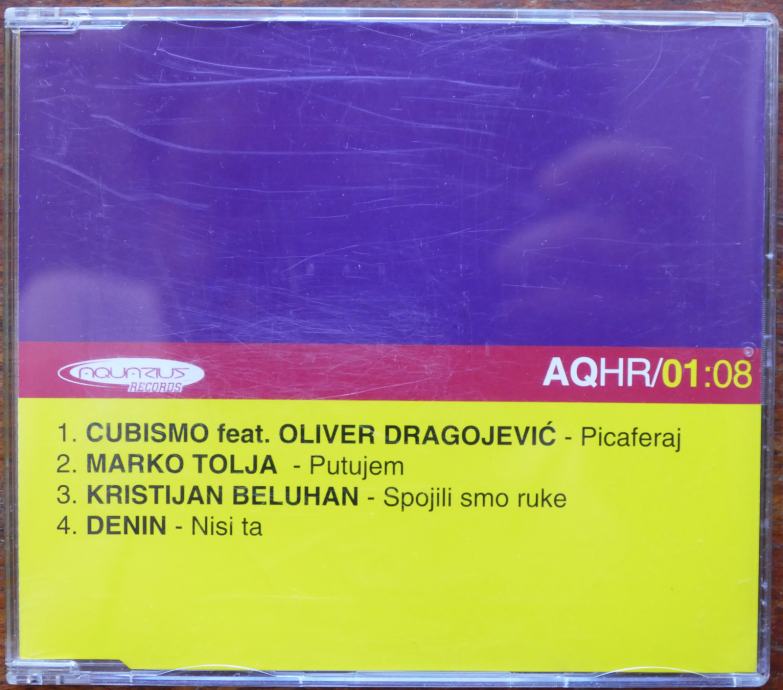 AQUARIUS
RECORDS
AQHR/01:08
1. CUBISMO feat. OLIVER DRAGOJEVIĆ - Picaferaj
2. MARKO TOLJA - Putujem
3. KRISTIJAN BELUHAN - Spojili smo ruke
4. DENIN - Nisi ta